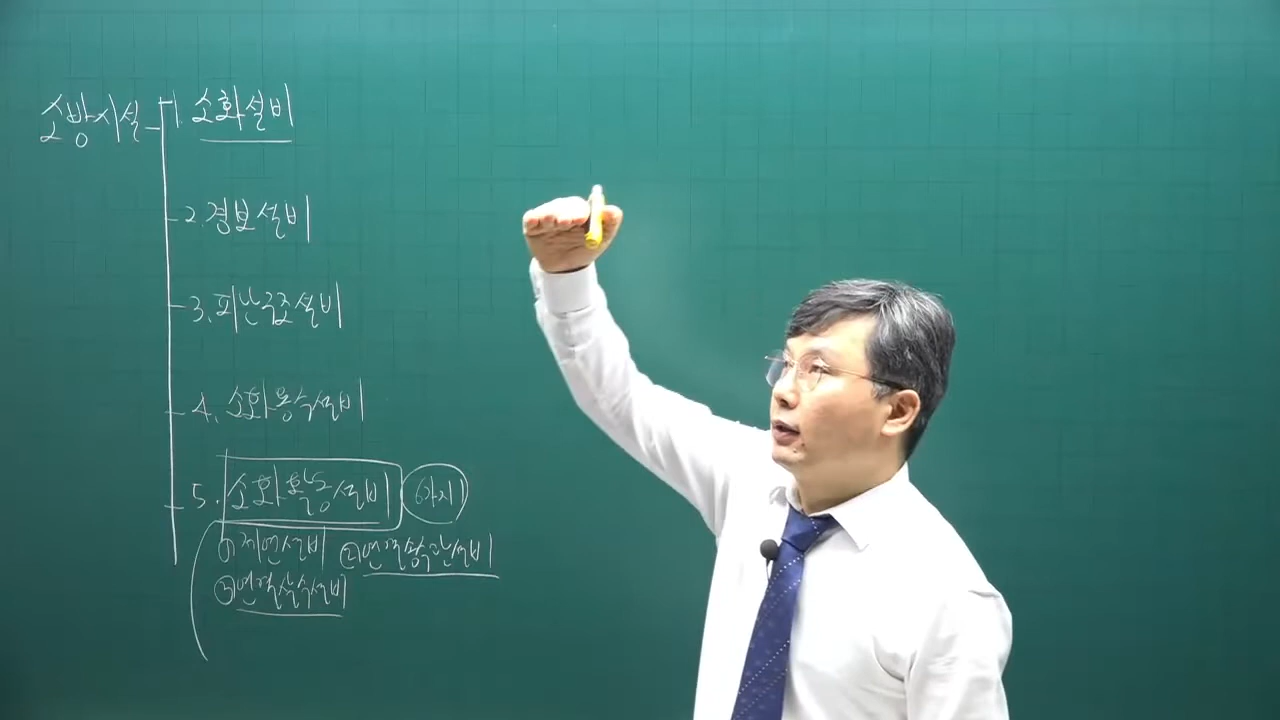 소방시설 1. 소화설비
2. 경보설비
3. 피난구조설비
4. 소화용수설비
5. 소화활동설비 6가지
① 제연설비 ② 연결송수관설비
③ 연결살수설비